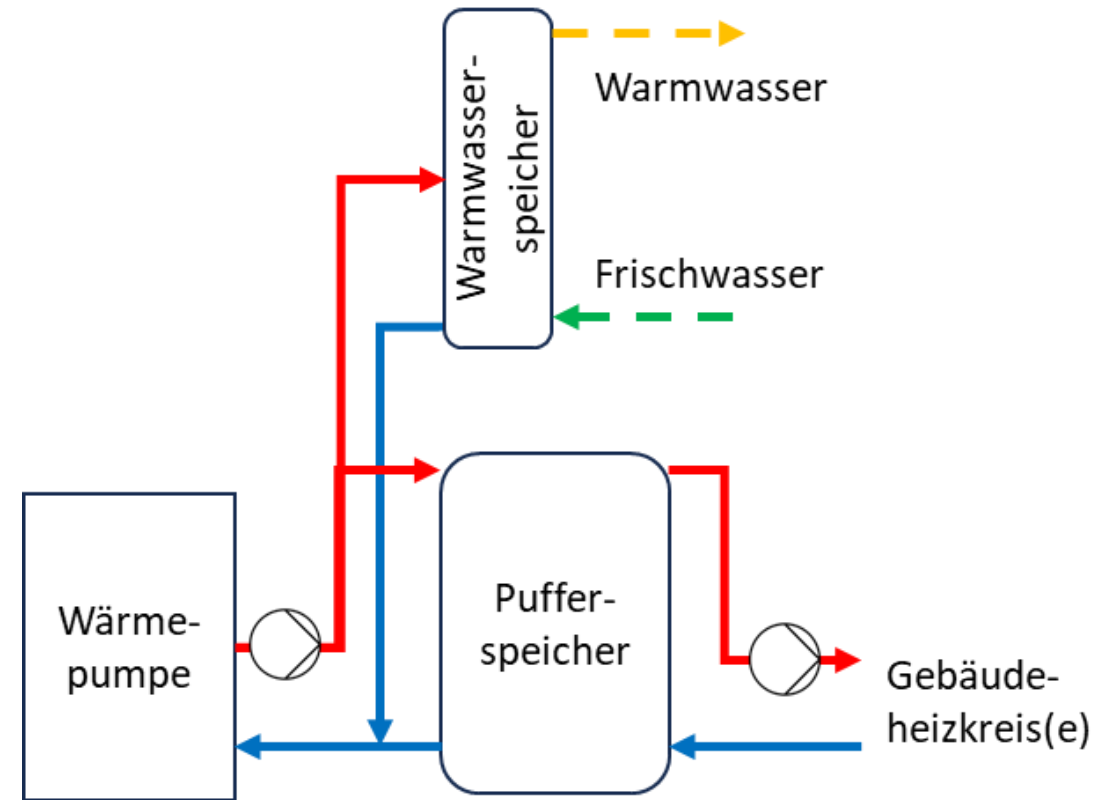 Warmwasser-
speicher
Warmwasser
Frischwasser
Wärme-
pumpe
Puffer-
speicher
Gebäude-
heizkreis(e)